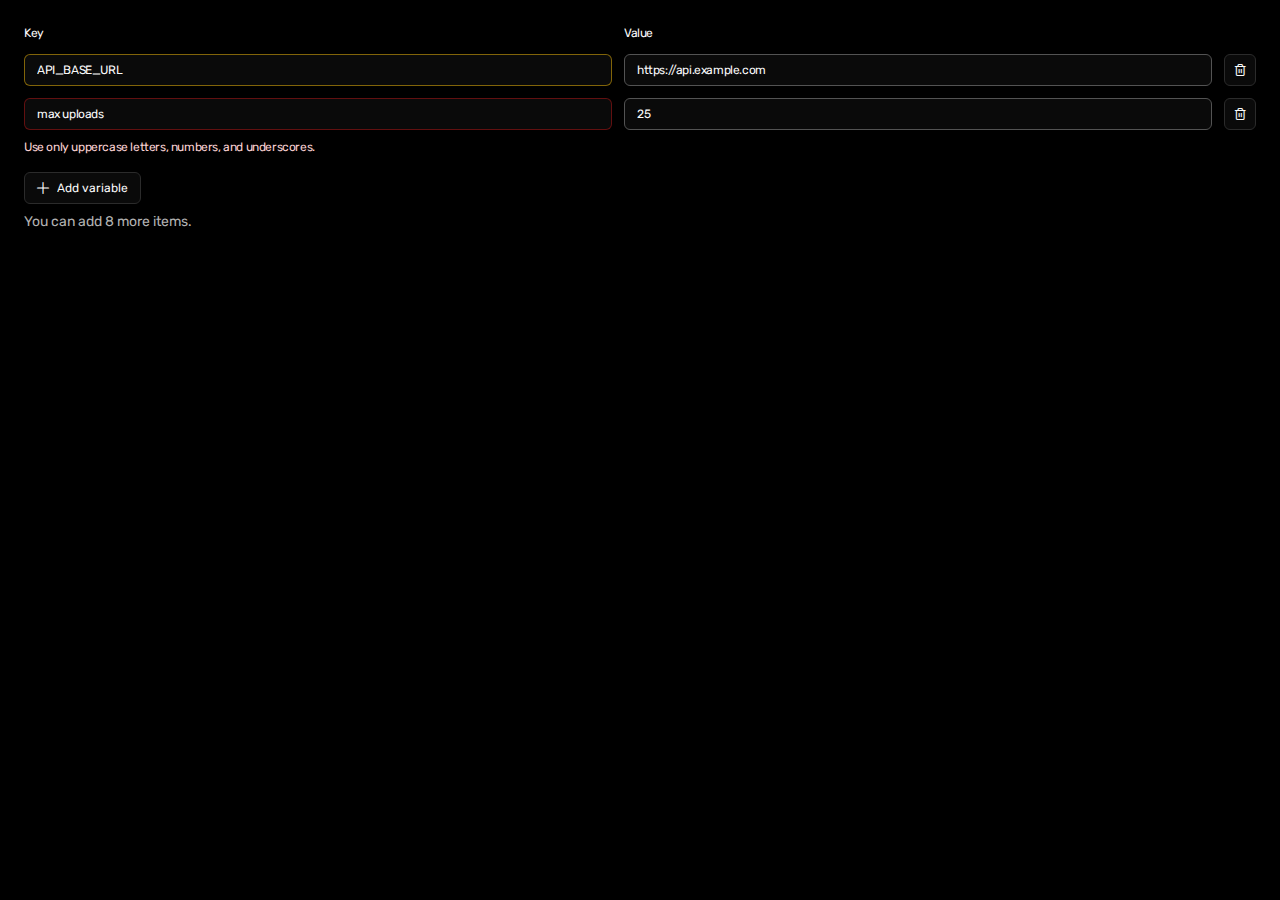 Key Value
API_BASE_URL https://api.example.com
max uploads 25
Use only uppercase letters, numbers, and underscores.
Add variable
You can add 8 more items.